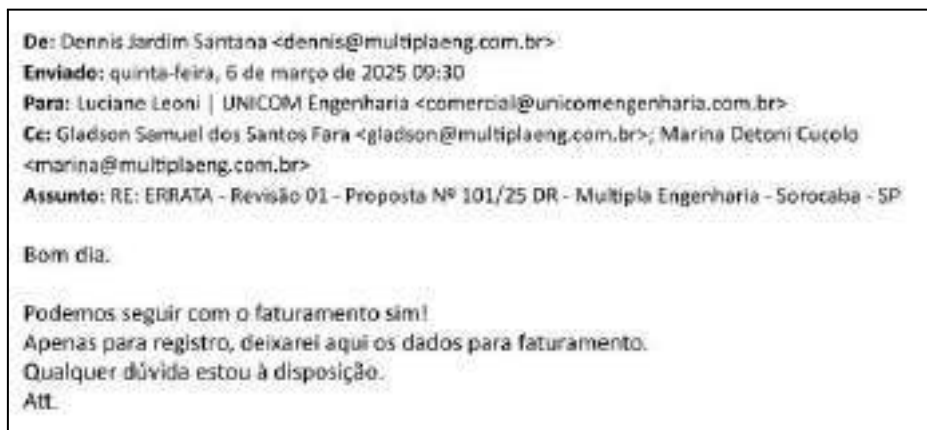 De: Dennis Jardim Santana <dennis@multiplaeng.com.br>
Enviado: quinta-feira, 6 de março de 2025 09:30
Para: Luciane Leoni | UNICOM Engenharia <comercial@unicomengenharia.com.br>
Cc: Gladson Samuel dos Santos Fara <gladson@multiplaeng.com.br>; Marina Detoni Cucolo
<marina@multiplaeng.com.br>
Assunto: RE: ERRATA - Revisão 01 - Proposta Nº 101/25 DR - Multipla Engenharia - Sorocaba - SP
Bom dia.
Podemos seguir com o faturamento sim!
Apenas para registro, deixarei aqui os dados para faturamento.
Qualquer dúvida estou à disposição.
Att.